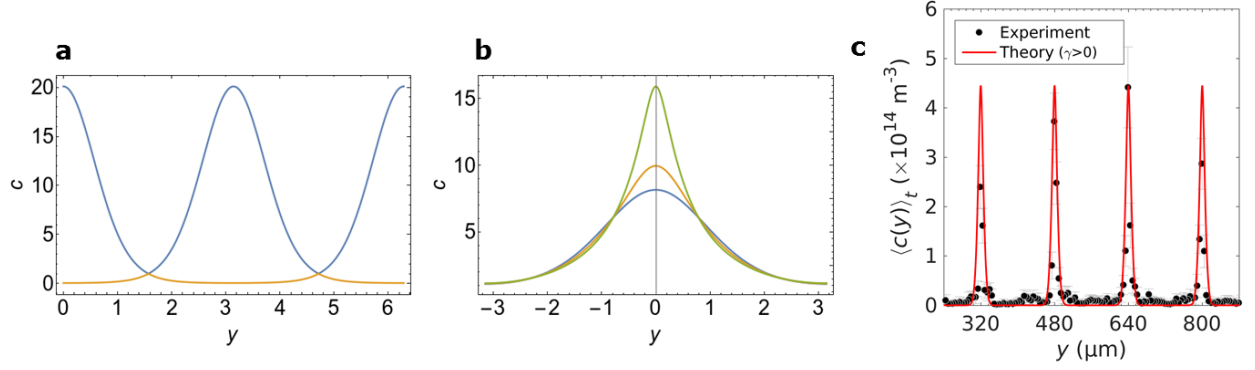 a
20
15
10
5
0
c
0 1 2 3 4 5 6
y
b
15
10
5
c
−3 −2 −1 0 1 2 3
y
c
6
5
4
3
2
1
0
⟨c(y)⟩t (×10^14 m^-3)
Experiment
Theory (γ>0)
320 480 640 800
y (μm)